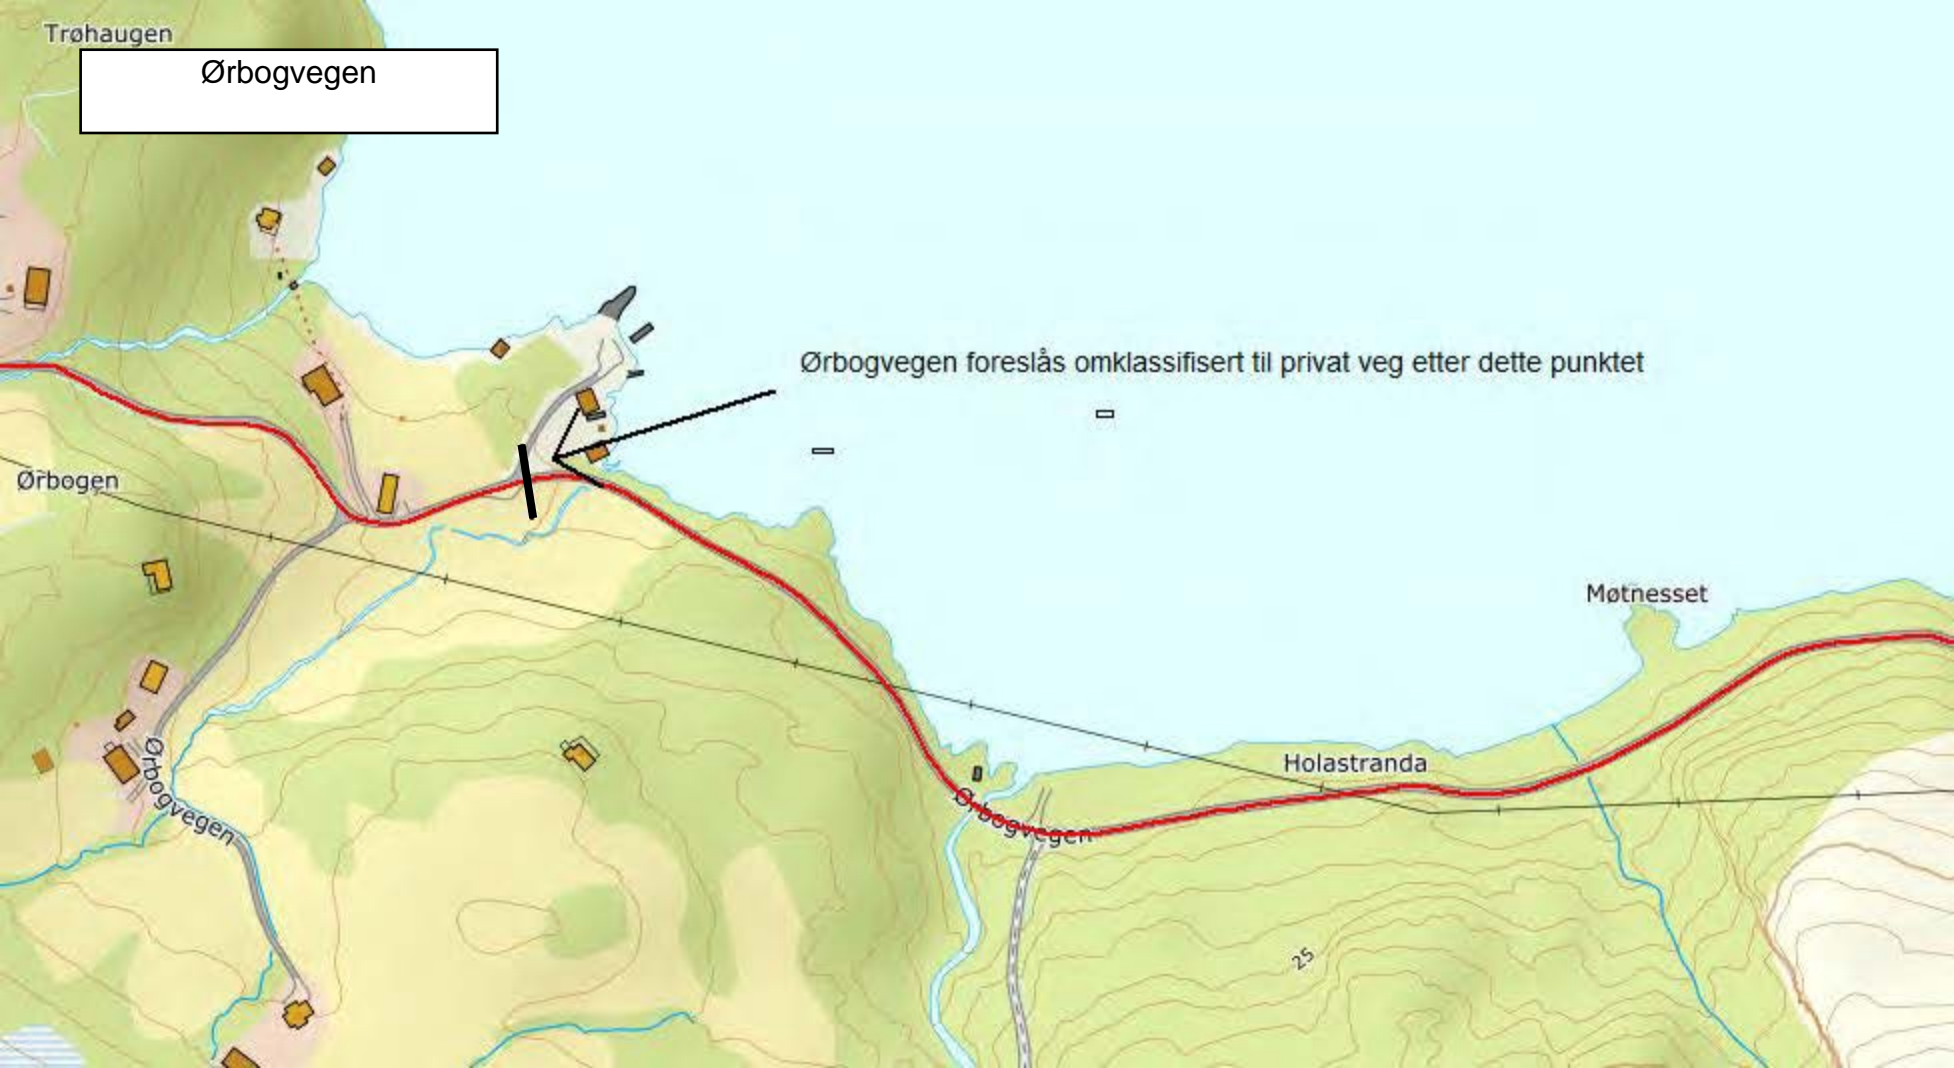 Trøhaugen
Ørbogvegen
Ørbogvegen foreslås omklassifisert til privat veg etter dette punktet
Ørbogen
Møtnesset
Holastranda
Ørbogvegen
Ørbogvegen
25